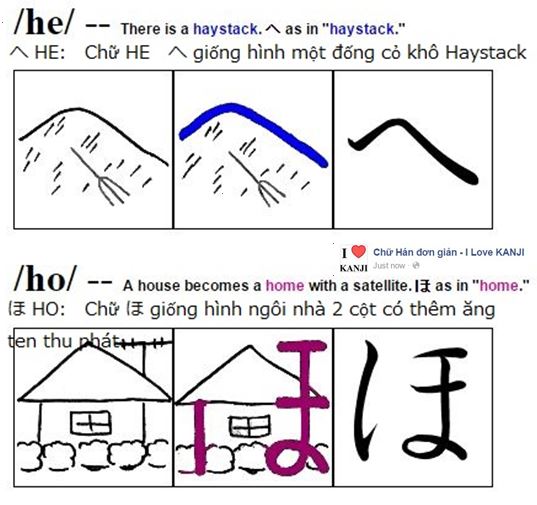 /he/ -- There is a haystack. へ as in "haystack."
へ HE: Chữ HE へ giống hình một đống cỏ khô Haystack
へ
I ❤ KANJI
Chữ Hán đơn giản - I Love KANJI
Just now
/ho/ -- A house becomes a home with a satellite. ほ as in "home."
ほ HO: Chữ ほ giống hình ngôi nhà 2 cột có thêm ăng
ten thu phát
ほ ほ